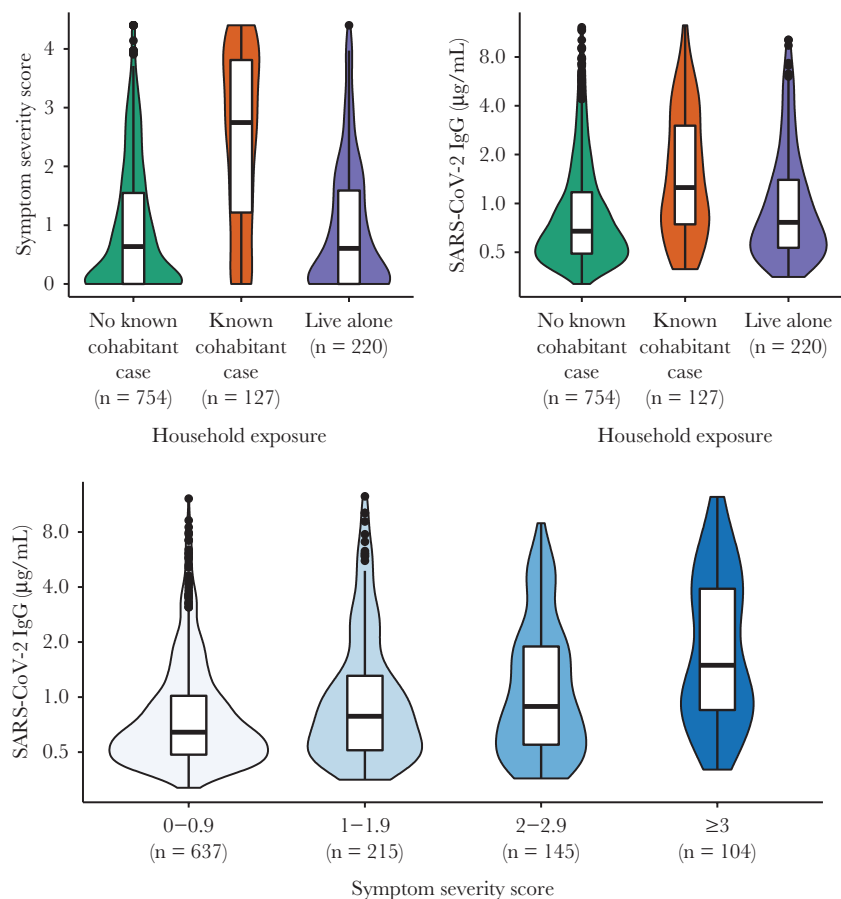 Symptom severity score
4
3
2
1
0
No known
cohabitant
case
(n = 754)
Known
cohabitant
case
(n = 127)
Live alone
(n = 220)
Household exposure
SARS-CoV-2 IgG (μg/mL)
8.0
4.0
2.0
1.0
0.5
No known
cohabitant
case
(n = 754)
Known
cohabitant
case
(n = 127)
Live alone
(n = 220)
Household exposure
SARS-CoV-2 IgG (μg/mL)
8.0
4.0
2.0
1.0
0.5
0–0.9
(n = 637)
1–1.9
(n = 215)
2–2.9
(n = 145)
≥3
(n = 104)
Symptom severity score